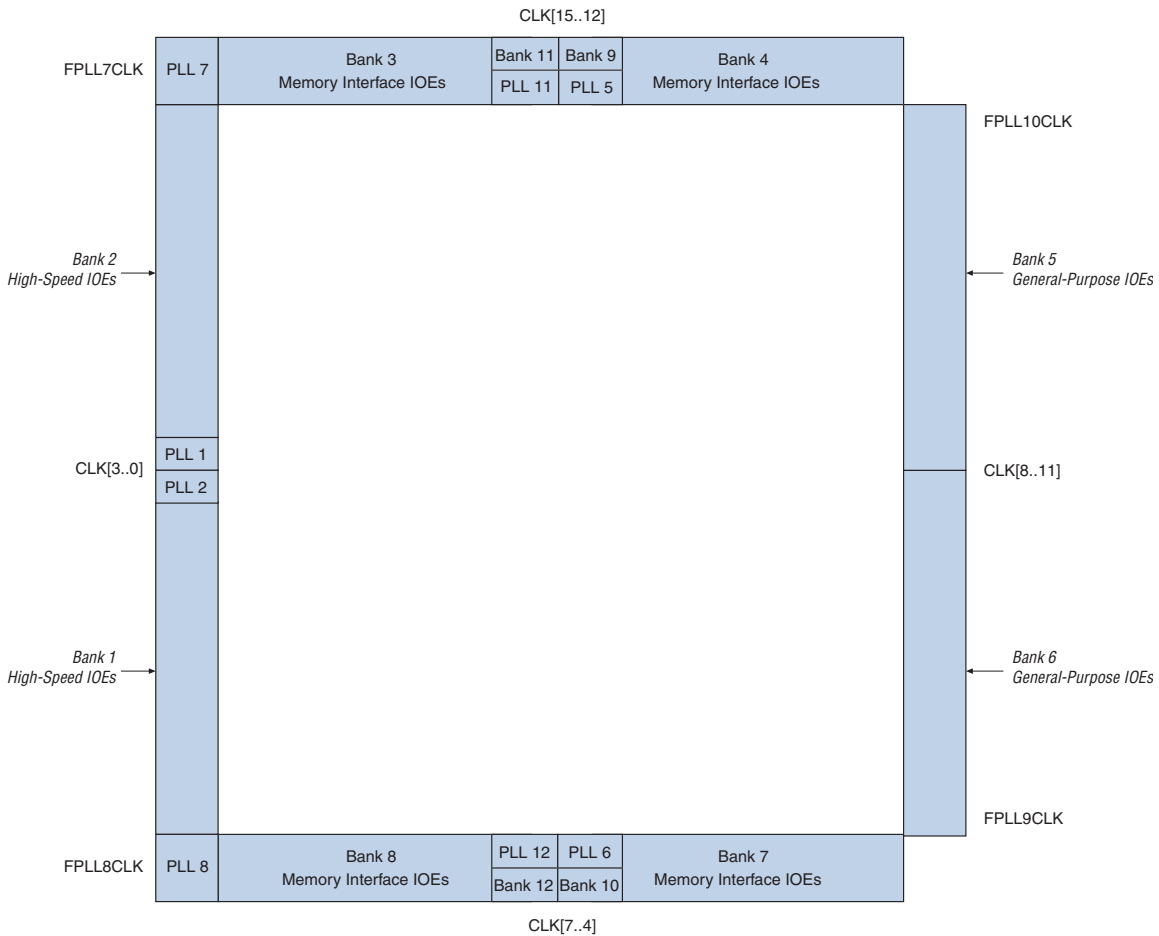 CLK[15..12]
FPLL7CLK
PLL 7
Bank 3
Memory Interface IOEs
Bank 11
Bank 9
PLL 11
PLL 5
Bank 4
Memory Interface IOEs
FPLL10CLK
Bank 2
High-Speed IOEs
Bank 5
General-Purpose IOEs
PLL 1
CLK[3..0]
PLL 2
CLK[8..11]
Bank 1
High-Speed IOEs
Bank 6
General-Purpose IOEs
FPLL9CLK
FPLL8CLK
PLL 8
Bank 8
Memory Interface IOEs
PLL 12
PLL 6
Bank 12
Bank 10
Bank 7
Memory Interface IOEs
CLK[7..4]